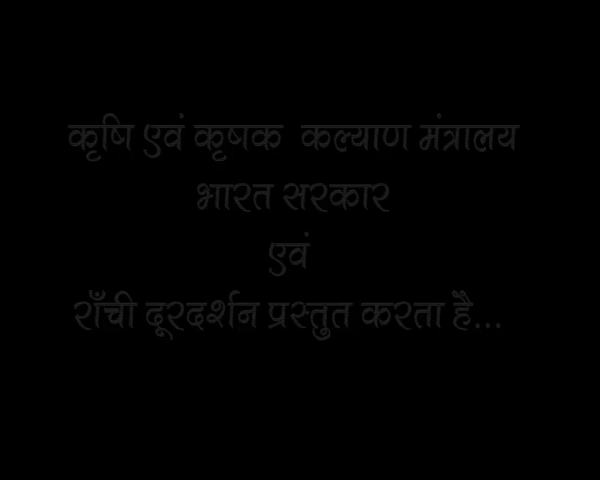 कृषि एवं कृषक कल्याण मंत्रालय
भारत सरकार
एवं
राँची दूरदर्शन प्रस्तुत करता है...